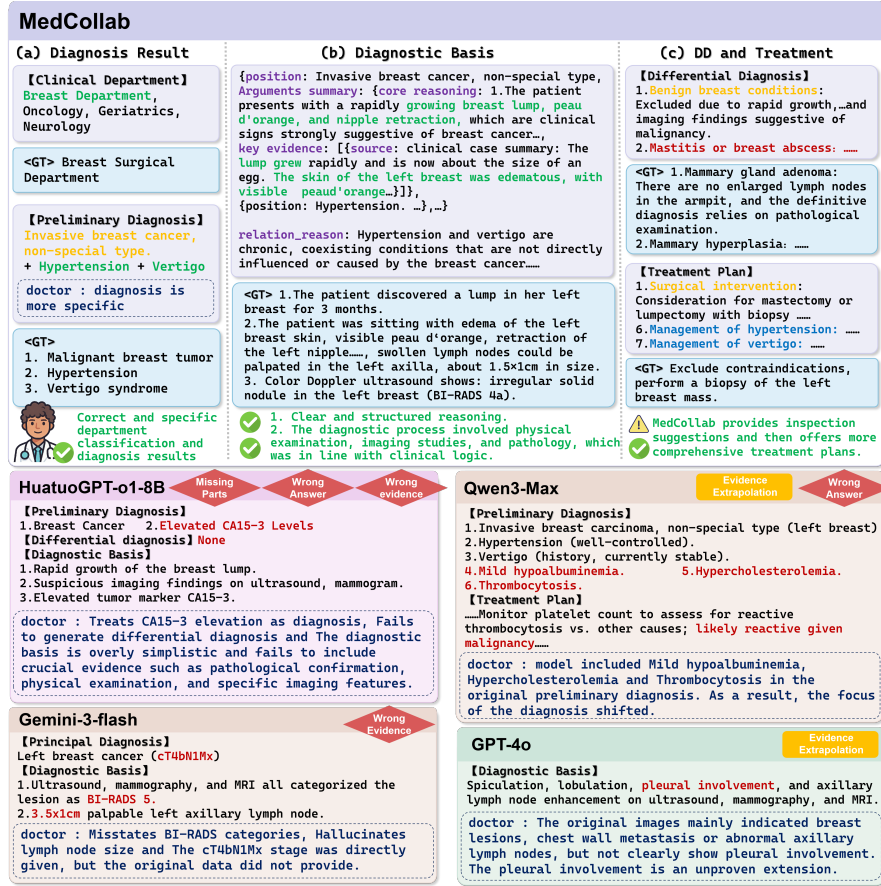 MedCollab
(a) Diagnosis Result
【Clinical Department】
Breast Department,
Oncology, Geriatrics,
Neurology
<GT> Breast Surgical
Department
【Preliminary Diagnosis】
Invasive breast cancer,
non-special type.
+ Hypertension + Vertigo
doctor : diagnosis is
more specific
<GT>
1. Malignant breast tumor
2. Hypertension
3. Vertigo syndrome
Correct and specific
department
classification and
diagnosis results
(b) Diagnostic Basis
{position: Invasive breast cancer, non-special type,
Arguments summary: {core reasoning: 1.The patient
presents with a rapidly growing breast lump, peau
d'orange, and nipple retraction, which are clinical
signs strongly suggestive of breast cancer…,
key evidence: [{source: clinical case summary: The
lump grew rapidly and is now about the size of an
egg. The skin of the left breast was edematous, with
visible peaud'orange…}]},
{position: Hypertension. …},…}
relation_reason: Hypertension and vertigo are
chronic, coexisting conditions that are not directly
influenced or caused by the breast cancer……
<GT> 1.The patient discovered a lump in her left
breast for 3 months.
2.The patient was sitting with edema of the left
breast skin, visible peau d'orange, retraction of
the left nipple……, swollen lymph nodes could be
palpated in the left axilla, about 1.5×1cm in size.
3. Color Doppler ultrasound shows: irregular solid
nodule in the left breast (BI-RADS 4a).
1. Clear and structured reasoning.
2. The diagnostic process involved physical
examination, imaging studies, and pathology, which
was in line with clinical logic.
(c) DD and Treatment
【Differential Diagnosis】
1.Benign breast conditions:
Excluded due to rapid growth,…and
imaging findings suggestive of
malignancy.
2.Mastitis or breast abscess: ……
<GT> 1.Mammary gland adenoma:
There are no enlarged lymph nodes
in the armpit, and the definitive
diagnosis relies on pathological
examination.
2.Mammary hyperplasia: ……
【Treatment Plan】
1.Surgical intervention:
Consideration for mastectomy or
lumpectomy with biopsy ……
6.Management of hypertension: ……
7.Management of vertigo: ……
<GT> Exclude contraindications,
perform a biopsy of the left
breast mass.
MedCollab provides inspection
suggestions and then offers more
comprehensive treatment plans.
HuatuoGPT-o1-8B
Missing
Parts
Wrong
Answer
Wrong
evidence
【Preliminary Diagnosis】
1.Breast Cancer 2.Elevated CA15-3 Levels
【Differential diagnosis】None
【Diagnostic Basis】
1.Rapid growth of the breast lump.
2.Suspicious imaging findings on ultrasound, mammogram.
3.Elevated tumor marker CA15-3.
doctor : Treats CA15-3 elevation as diagnosis, Fails
to generate differential diagnosis and The diagnostic
basis is overly simplistic and fails to include
crucial evidence such as pathological confirmation,
physical examination, and specific imaging features.
Qwen3-Max
Evidence
Extrapolation
Wrong
Answer
【Preliminary Diagnosis】
1.Invasive breast carcinoma, non-special type (left breast)
2.Hypertension (well-controlled).
3.Vertigo (history, currently stable).
4.Mild hypoalbuminemia. 5.Hypercholesterolemia.
6.Thrombocytosis.
【Treatment Plan】
……Monitor platelet count to assess for reactive
thrombocytosis vs. other causes; likely reactive given
malignancy……
doctor : model included Mild hypoalbuminemia,
Hypercholesterolemia and Thrombocytosis in the
original preliminary diagnosis. As a result, the focus
of the diagnosis shifted.
Gemini-3-flash
Wrong
Evidence
【Principal Diagnosis】
Left breast cancer (cT4bN1Mx)
【Diagnostic Basis】
1.Ultrasound, mammography, and MRI all categorized the
lesion as BI-RADS 5.
2.3.5x1cm palpable left axillary lymph node.
doctor : Misstates BI-RADS categories, Hallucinates
lymph node size and The cT4bN1Mx stage was directly
given, but the original data did not provide.
GPT-4o
Evidence
Extrapolation
【Diagnostic Basis】
Spiculation, lobulation, pleural involvement, and axillary
lymph node enhancement on ultrasound, mammography, and MRI.
doctor : The original images mainly indicated breast
lesions, chest wall metastasis or abnormal axillary
lymph nodes, but not clearly show pleural involvement.
The pleural involvement is an unproven extension.